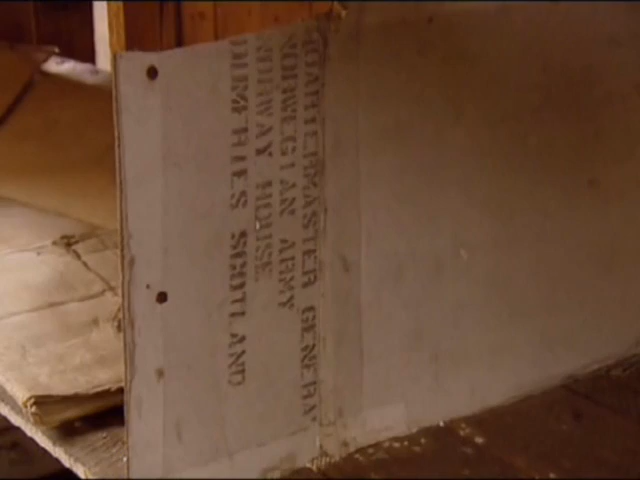 QUARTERMASTER GENERAL
NORWEGIAN ARMY
NORWAY HOUSE
DUMFRIES SCOTLAND